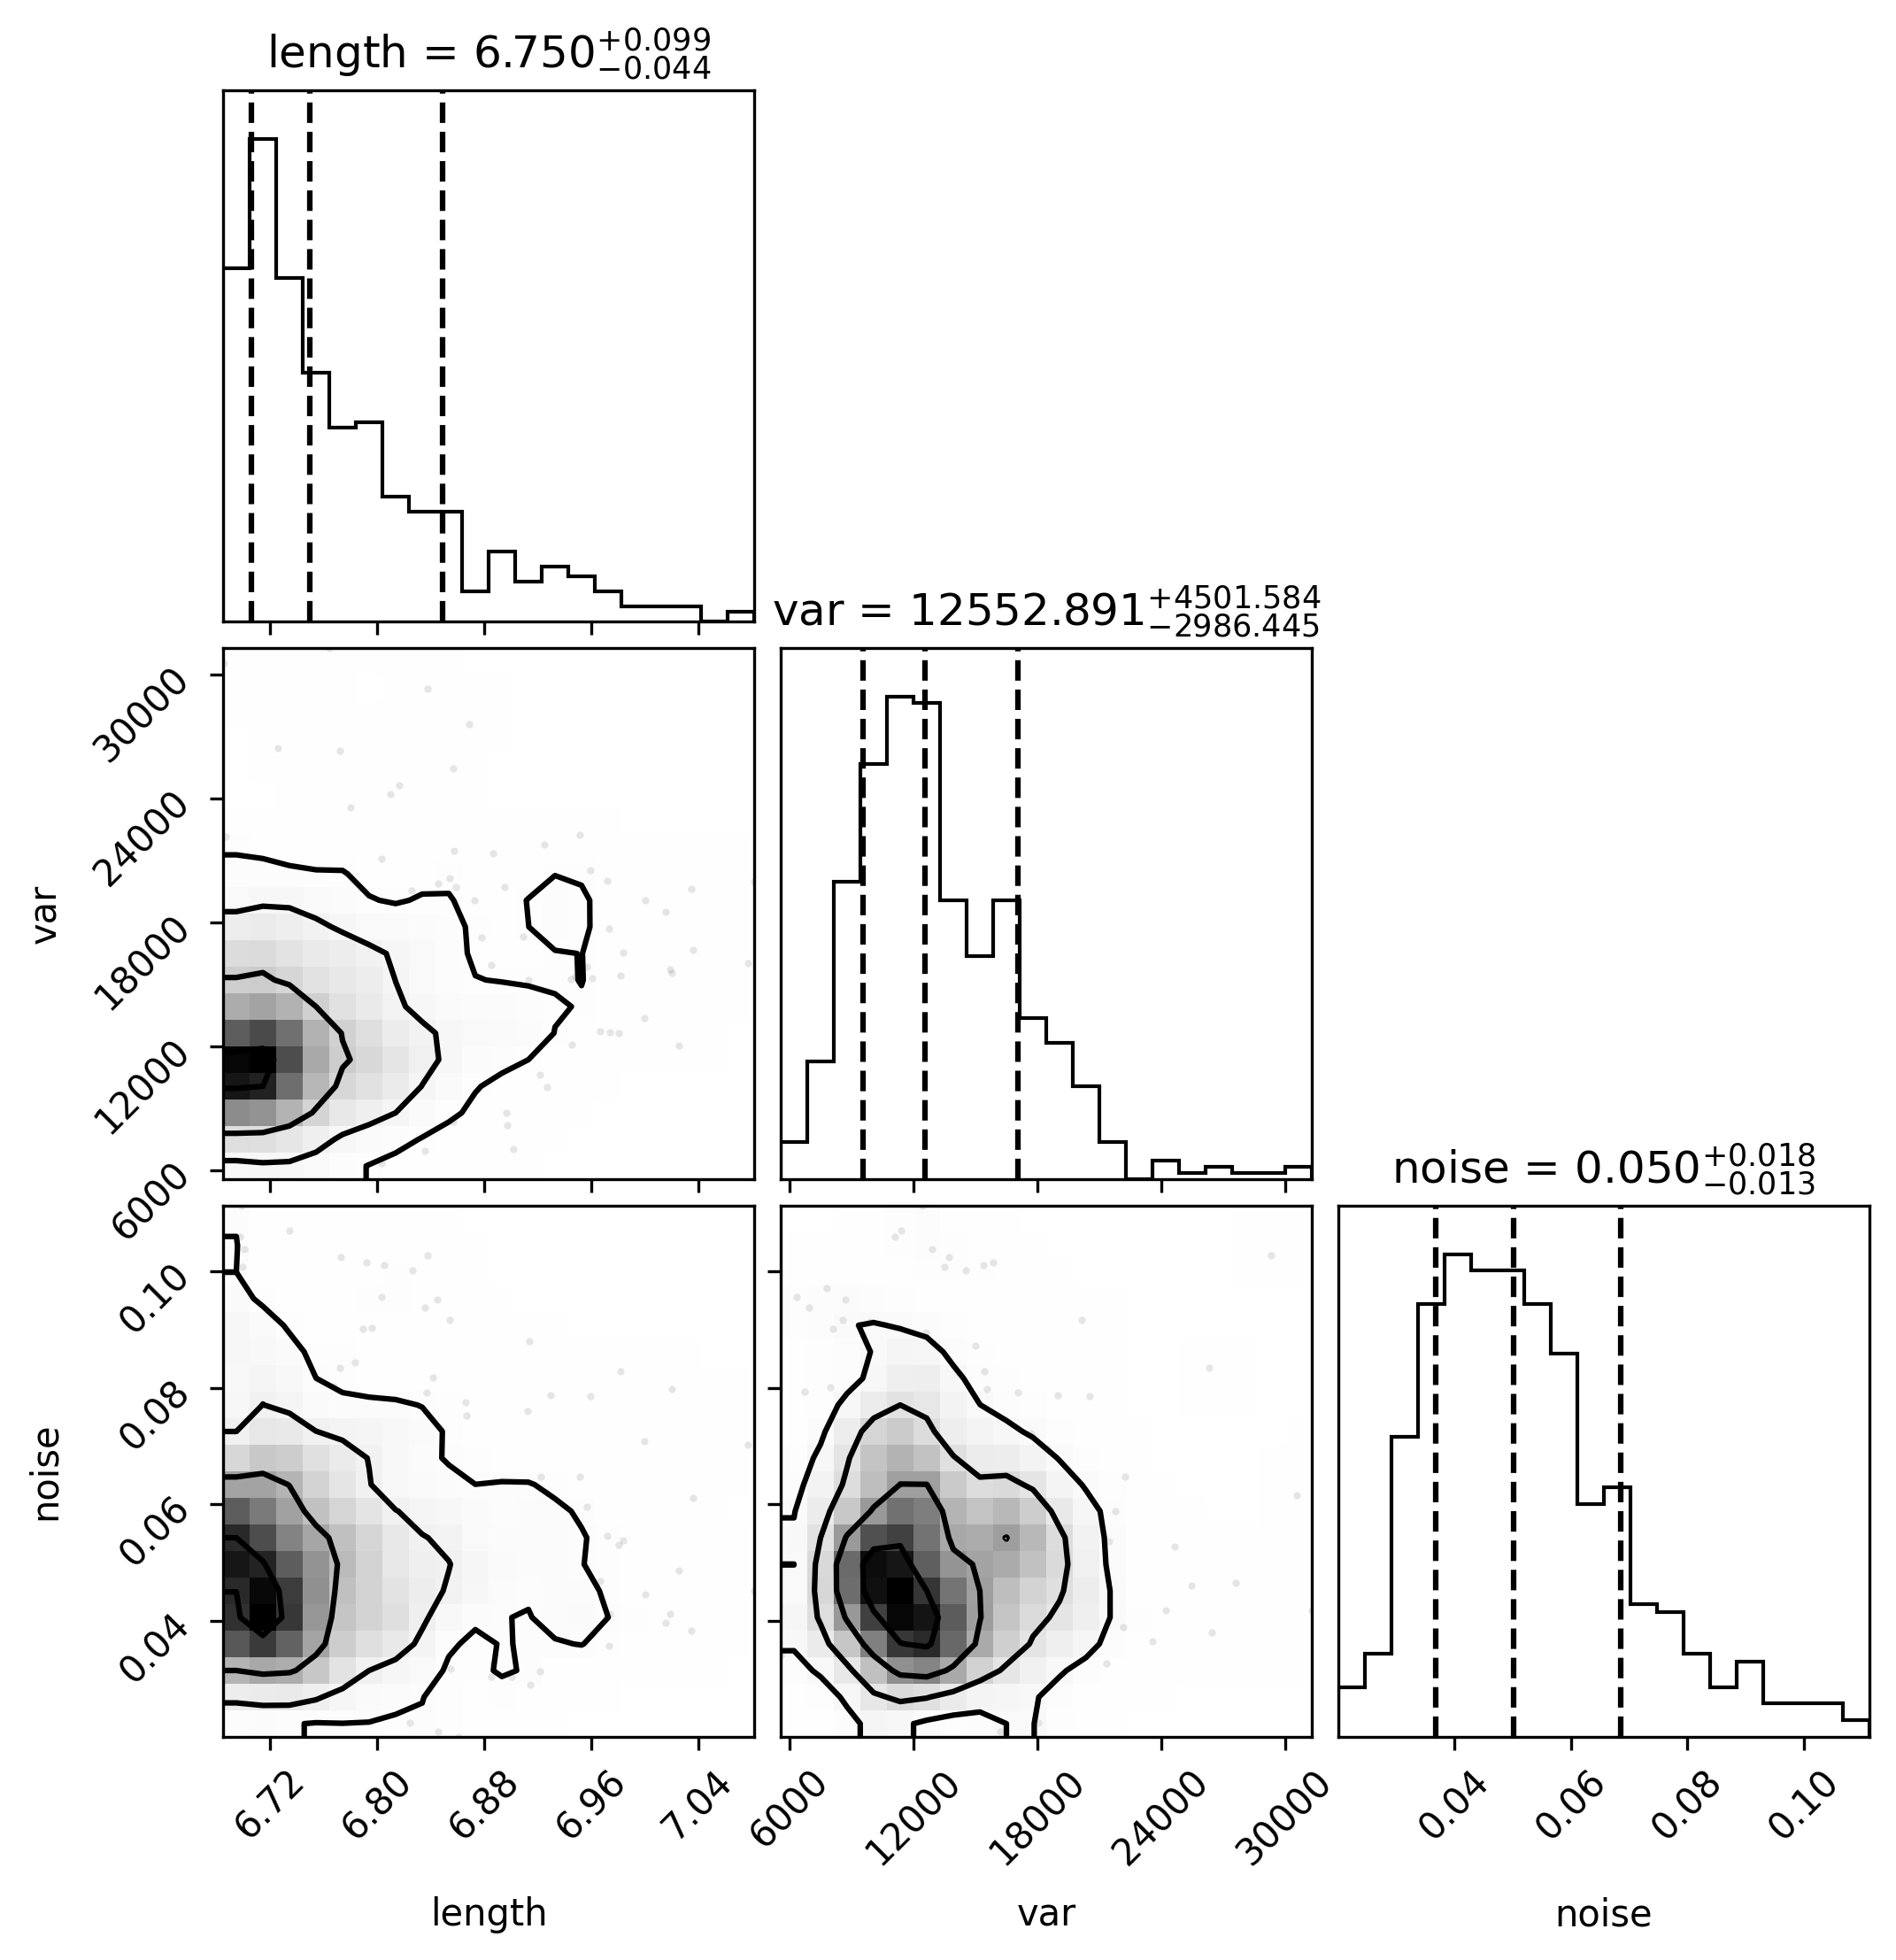 length = 6.750 +0.099 −0.044
var = 12552.891 +4501.584 −2986.445
30000
24000
18000
12000
6000
var
noise = 0.050 +0.018 −0.013
0.10
0.08
0.06
0.04
noise
6.72 6.80 6.88 6.96 7.04
6000 12000 18000 24000 30000
0.04 0.06 0.08 0.10
length
var
noise